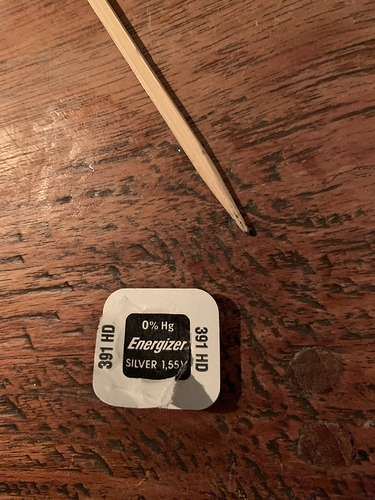 391 HD
0% Hg
Energizer
SILVER 1,55V
391 HD